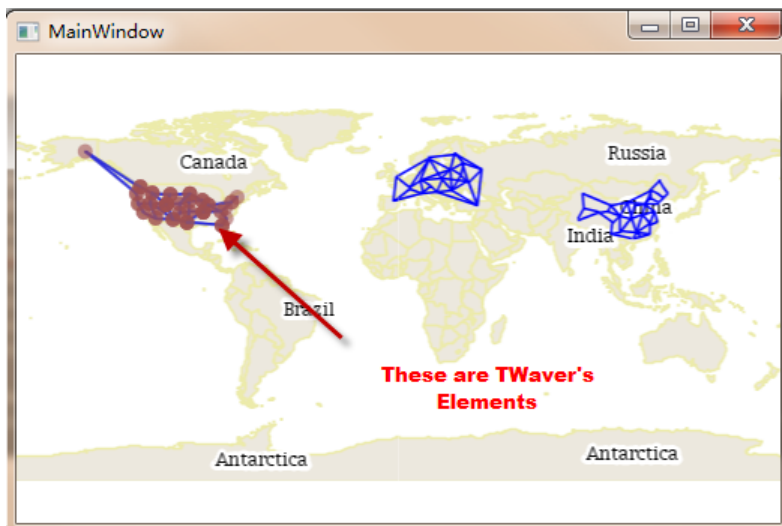 MainWindow
Canada
Russia
China
India
Brazil
These are TWaver's
Elements
Antarctica
Antarctica